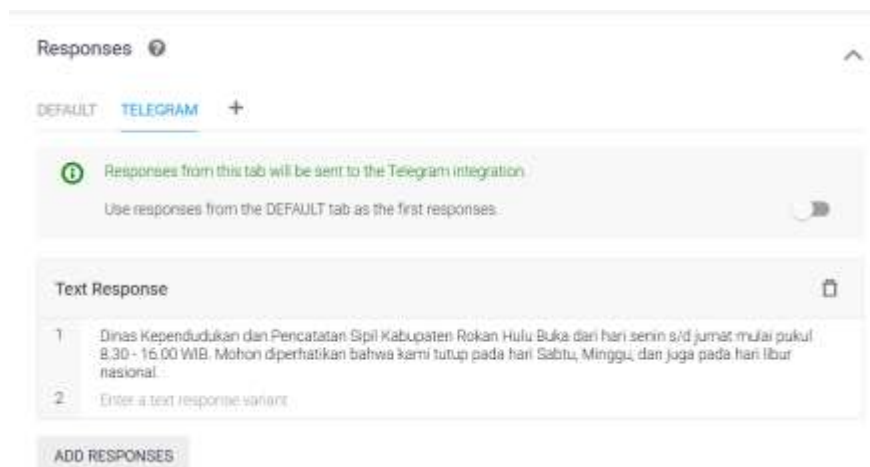 Responses
DEFAULT TELEGRAM +
Responses from this tab will be sent to the Telegram integration.
Use responses from the DEFAULT tab as the first responses.
Text Response
1 Dinas Kependudukan dan Pencatatan Sipil Kabupaten Rokan Hulu Buka dari hari senin s/d jumat mulai pukul
8.30 - 16.00 WIB. Mohon diperhatikan bahwa kami tutup pada hari Sabtu, Minggu, dan juga pada hari libur
nasional.
2 Enter a text response variant
ADD RESPONSES